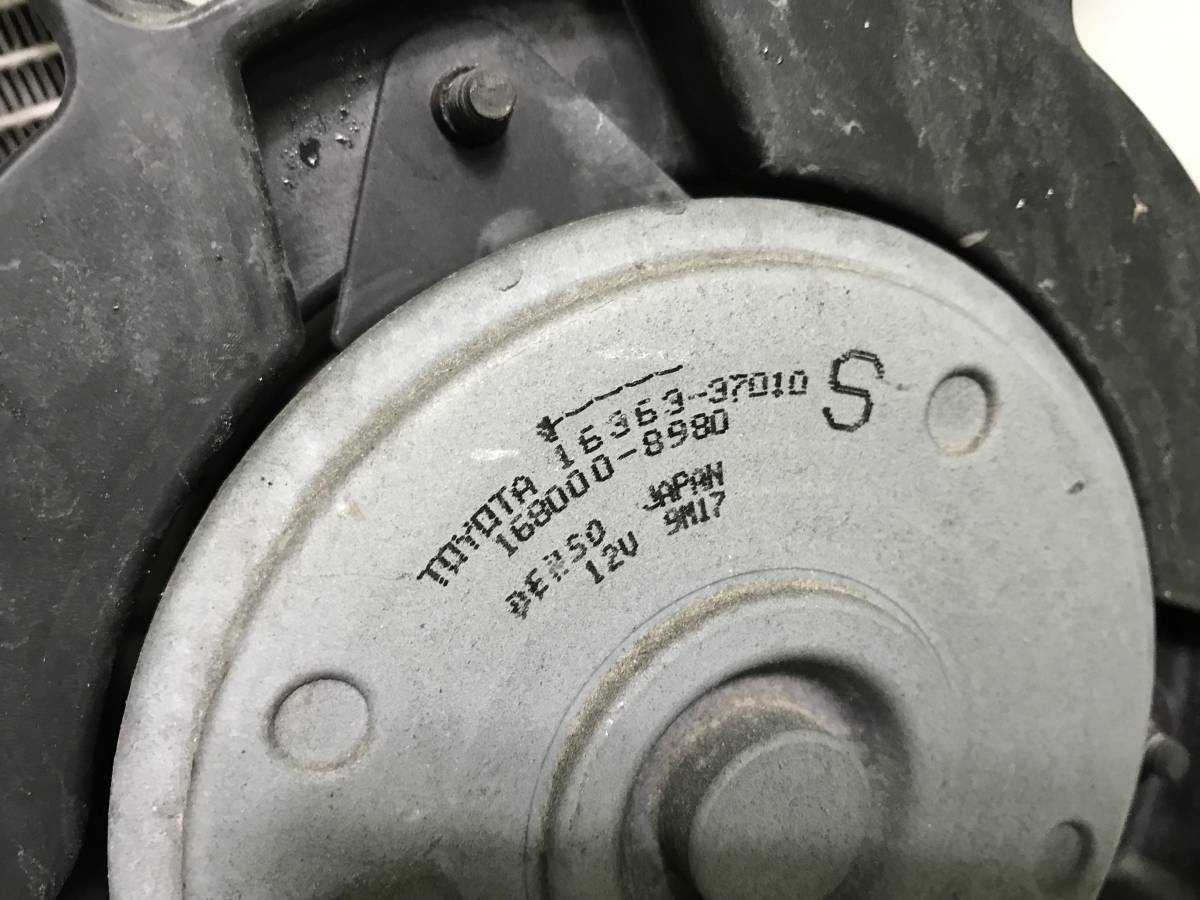 TOYOTA 16363-37010 S
168000-8980
DENSO JAPAN
12V 9M17